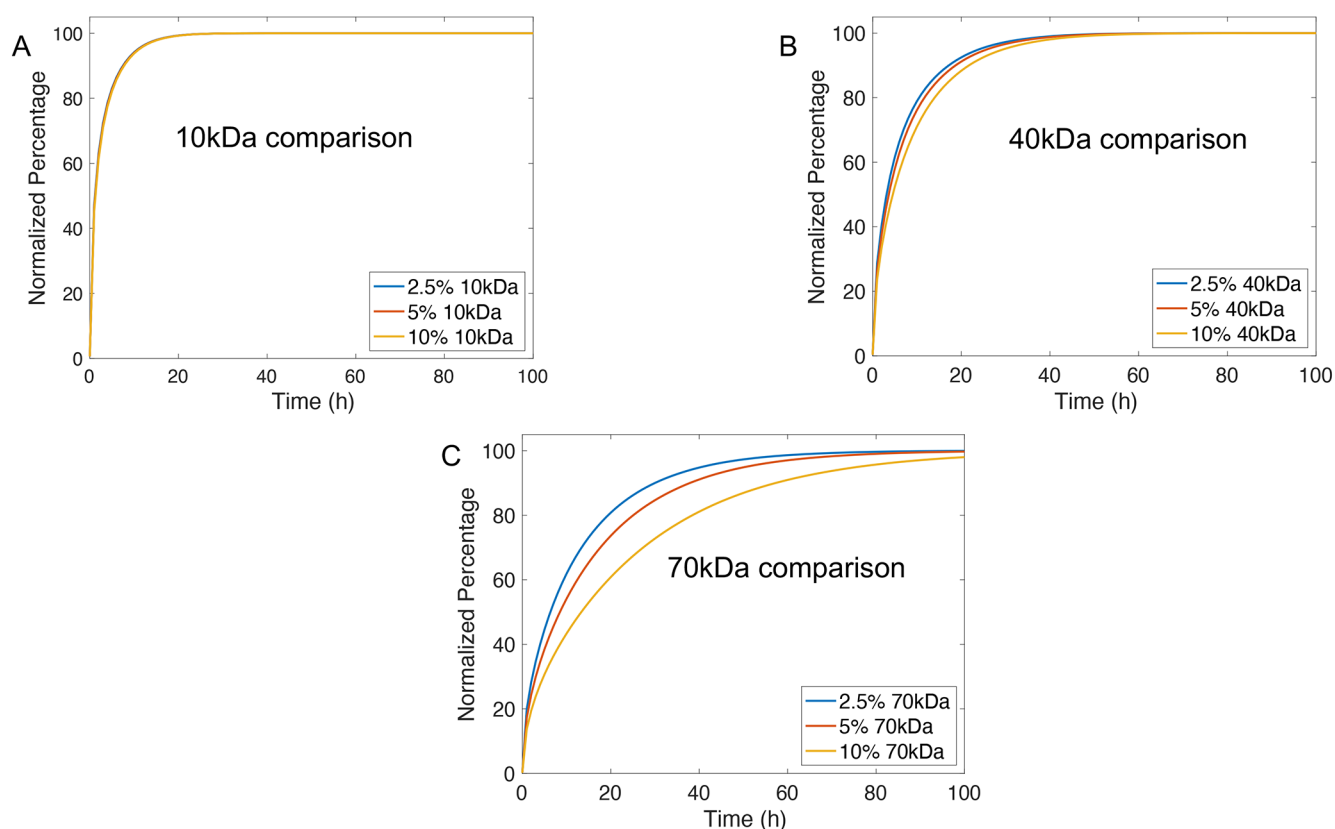 A
100
80
60
40
20
0
Normalized Percentage
10kDa comparison
2.5% 10kDa
5% 10kDa
10% 10kDa
0 20 40 60 80 100
Time (h)
B
100
80
60
40
20
0
Normalized Percentage
40kDa comparison
2.5% 40kDa
5% 40kDa
10% 40kDa
0 20 40 60 80 100
Time (h)
C
100
80
60
40
20
0
Normalized Percentage
70kDa comparison
2.5% 70kDa
5% 70kDa
10% 70kDa
0 20 40 60 80 100
Time (h)